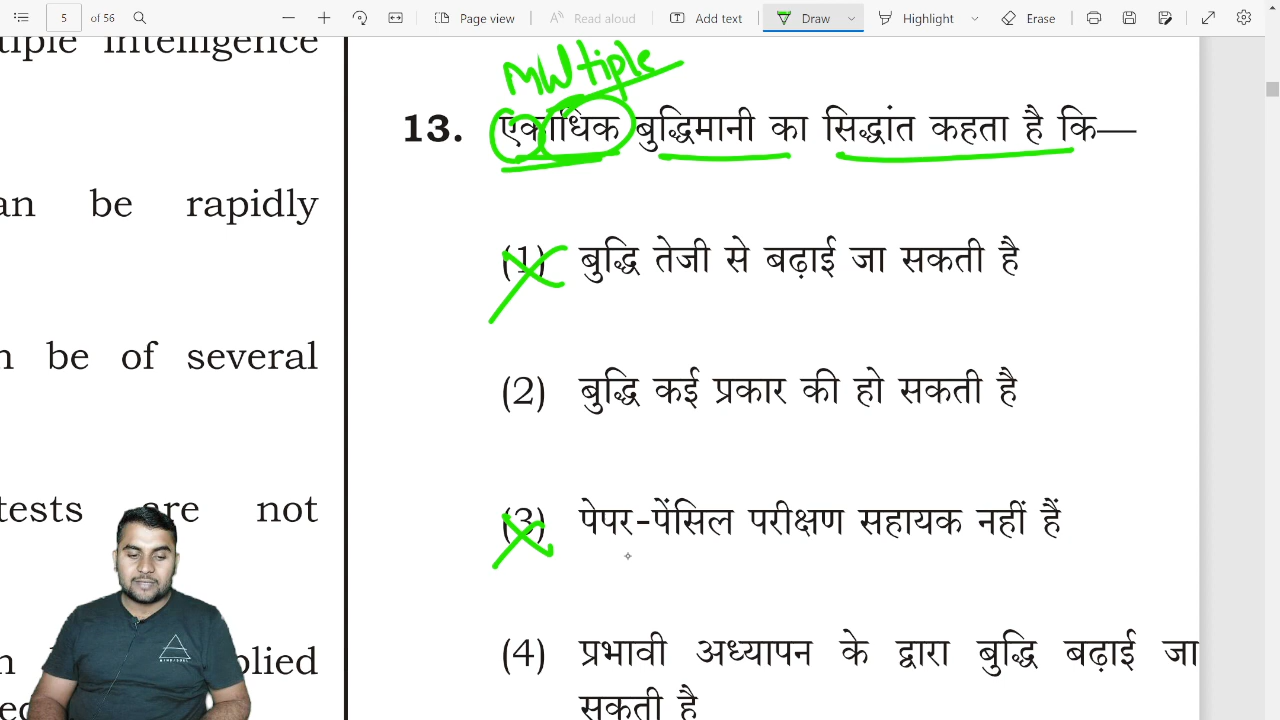 5 of 56 Page view Read aloud Add text Draw Highlight Erase
tiple intelligence
an be rapidly
n be of several
tests are not
plied
Multiple
13. एकाधिक बुद्धिमानी का सिद्धांत कहता है कि—
(1) बुद्धि तेजी से बढ़ाई जा सकती है
(2) बुद्धि कई प्रकार की हो सकती है
(3) पेपर-पेंसिल परीक्षण सहायक नहीं हैं
(4) प्रभावी अध्यापन के द्वारा बुद्धि बढ़ाई जा
सकती है